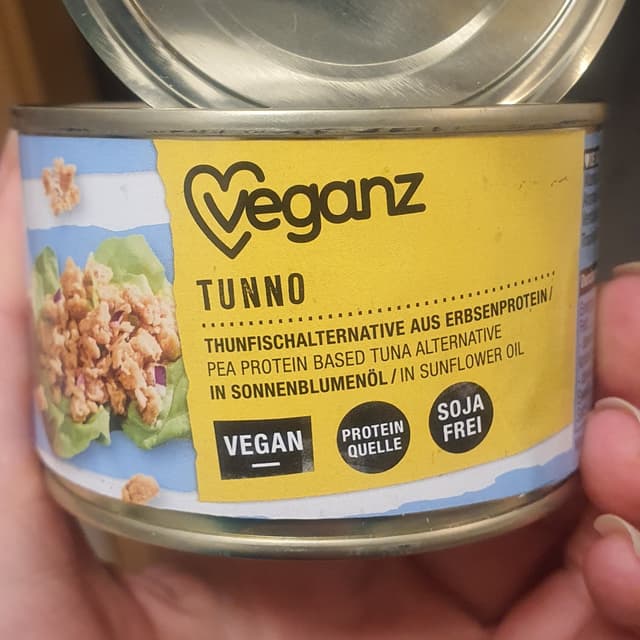 veganz
TUNNO
THUNFISCHALTERNATIVE AUS ERBSENPROTEIN /
PEA PROTEIN BASED TUNA ALTERNATIVE
IN SONNENBLUMENÖL / IN SUNFLOWER OIL
VEGAN
PROTEIN
QUELLE
SOJA
FREI